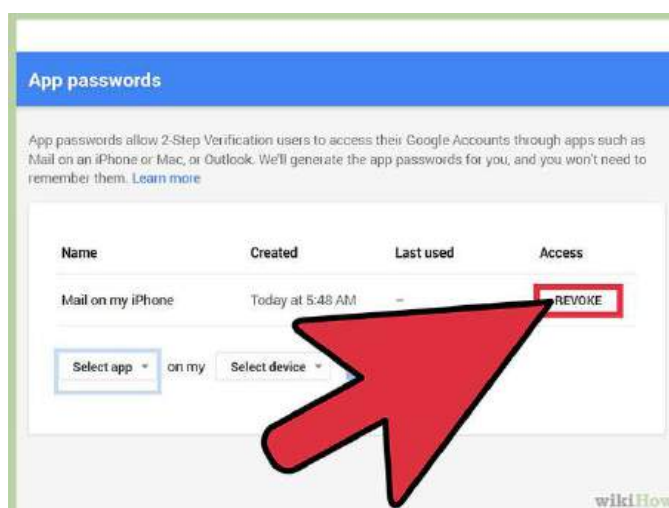 App passwords
App passwords allow 2-Step Verification users to access their Google Accounts through apps such as
Mail on an iPhone or Mac, or Outlook. We'll generate the app passwords for you, and you won't need to
remember them. Learn more
Name Created Last used Access
Mail on my iPhone Today at 5:48 AM – REVOKE
Select app on my Select device
wikiHow